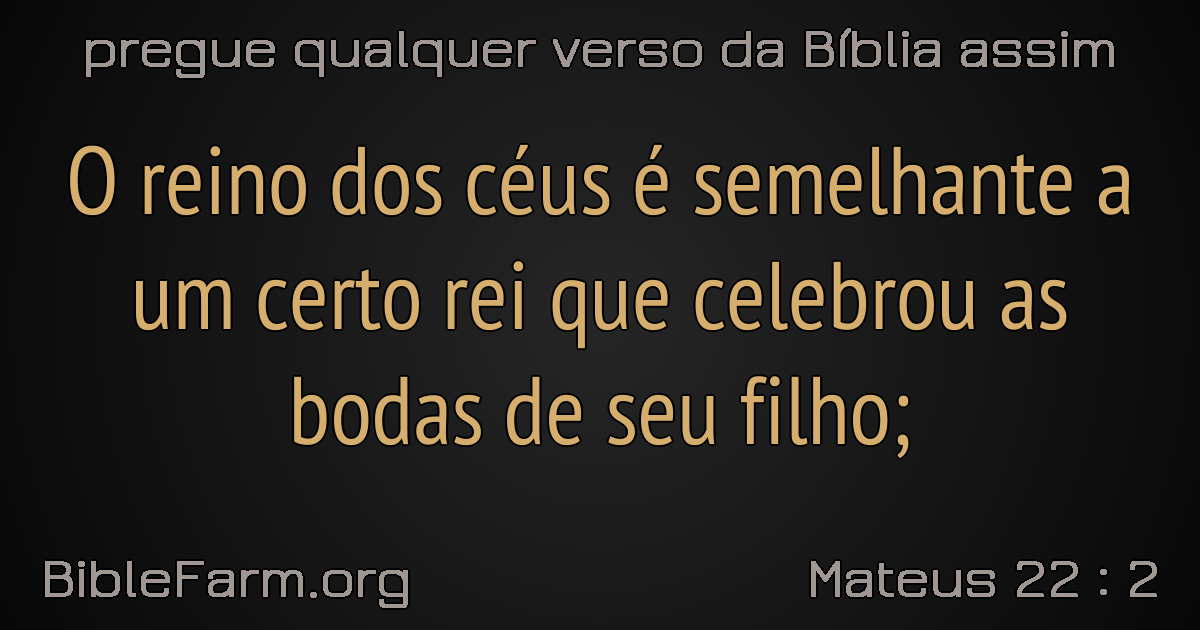 pregue qualquer verso da Bíblia assim
O reino dos céus é semelhante a
um certo rei que celebrou as
bodas de seu filho;
BibleFarm.org
Mateus 22 : 2